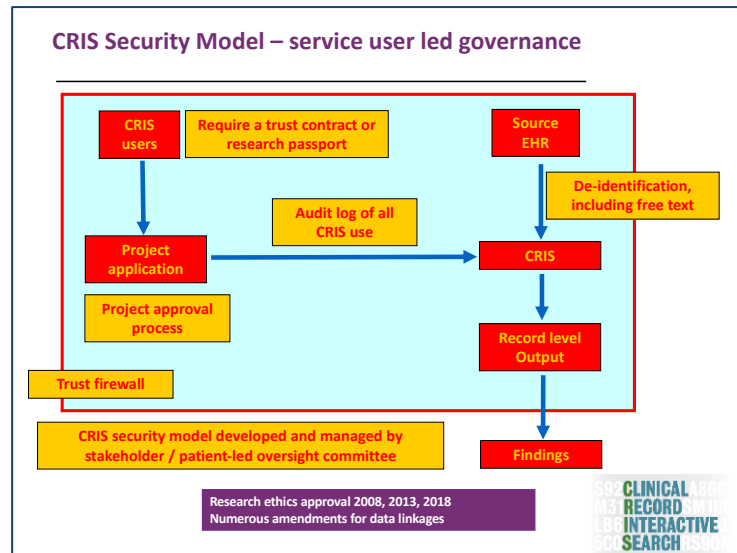 CRIS Security Model – service user led governance
CRIS
users
Require a trust contract or
research passport
Source
EHR
De-identification,
including free text
Audit log of all
CRIS use
Project
application
CRIS
Project approval
process
Record level
Output
Trust firewall
CRIS security model developed and managed by
stakeholder / patient-led oversight committee
Findings
Research ethics approval 2008, 2013, 2018
Numerous amendments for data linkages
CLINICAL
RECORD
INTERACTIVE
SEARCH